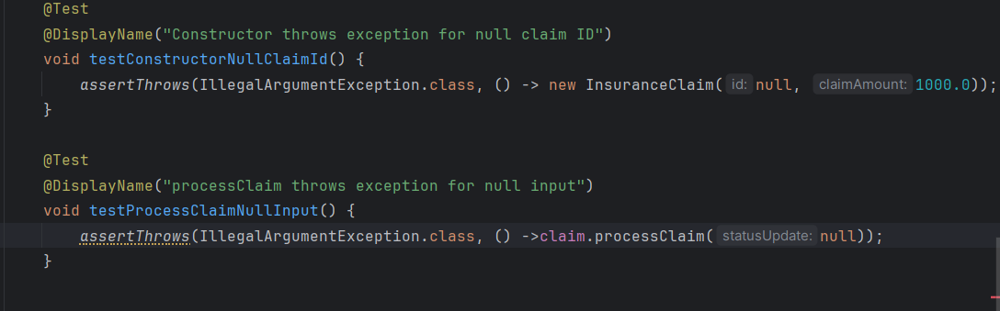 @Test
@DisplayName("Constructor throws exception for null claim ID")
void testConstructorNullClaimId() {
    assertThrows(IllegalArgumentException.class, () -> new InsuranceClaim( id: null, claimAmount: 1000.0));
}
@Test
@DisplayName("processClaim throws exception for null input")
void testProcessClaimNullInput() {
    assertThrows(IllegalArgumentException.class, () ->claim.processClaim( statusUpdate: null));
}